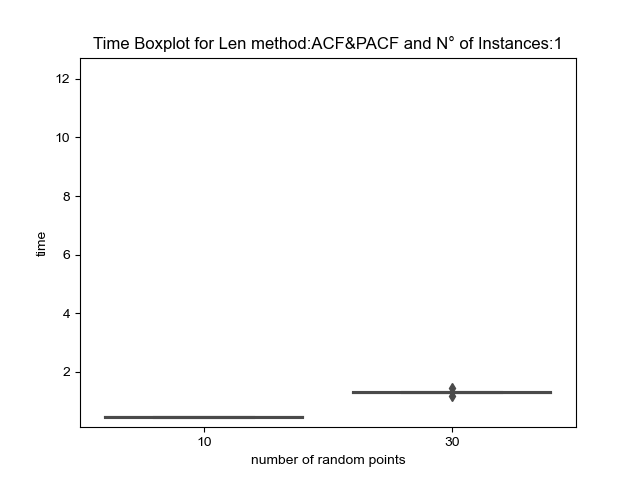 Time Boxplot for Len method:ACF&PACF and N° of Instances:1
12
10
8
6
4
2
time
10
30
number of random points